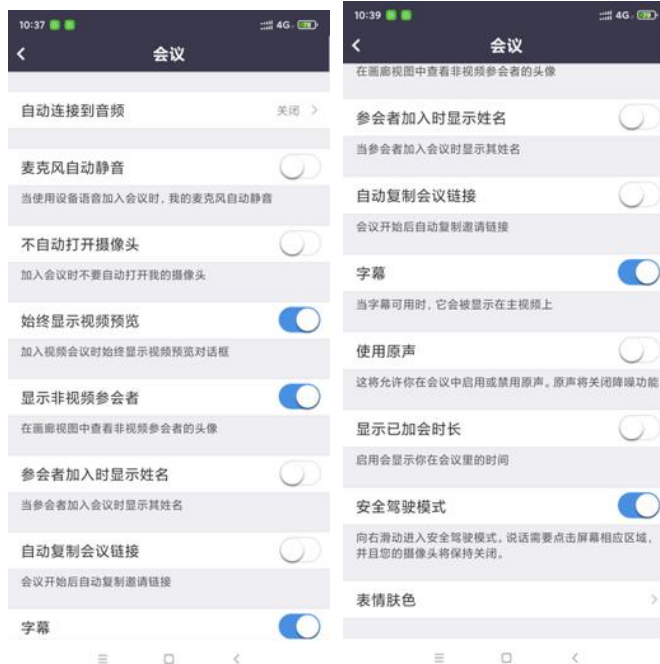 10:37
4G
会议
自动连接到音频
关闭
麦克风自动静音
当使用设备语音加入会议时，我的麦克风自动静音
不自动打开摄像头
加入会议时不要自动打开我的摄像头
始终显示视频预览
加入视频会议时始终显示视频预览对话框
显示非视频参会者
在画廊视图中查看非视频参会者的头像
参会者加入时显示姓名
当参会者加入会议时显示其姓名
自动复制会议链接
会议开始后自动复制邀请链接
字幕
10:39
4G
会议
在画廊视图中查看非视频参会者的头像
参会者加入时显示姓名
当参会者加入会议时显示其姓名
自动复制会议链接
会议开始后自动复制邀请链接
字幕
当字幕可用时，它会被显示在主视频上
使用原声
这将允许你在会议中启用或禁用原声。原声将关闭降噪功能
显示已加会时长
启用会显示你在会议里的时间
安全驾驶模式
向右滑动进入安全驾驶模式，说话需要点击屏幕相应区域，
并且您的摄像头将保持关闭。
表情肤色